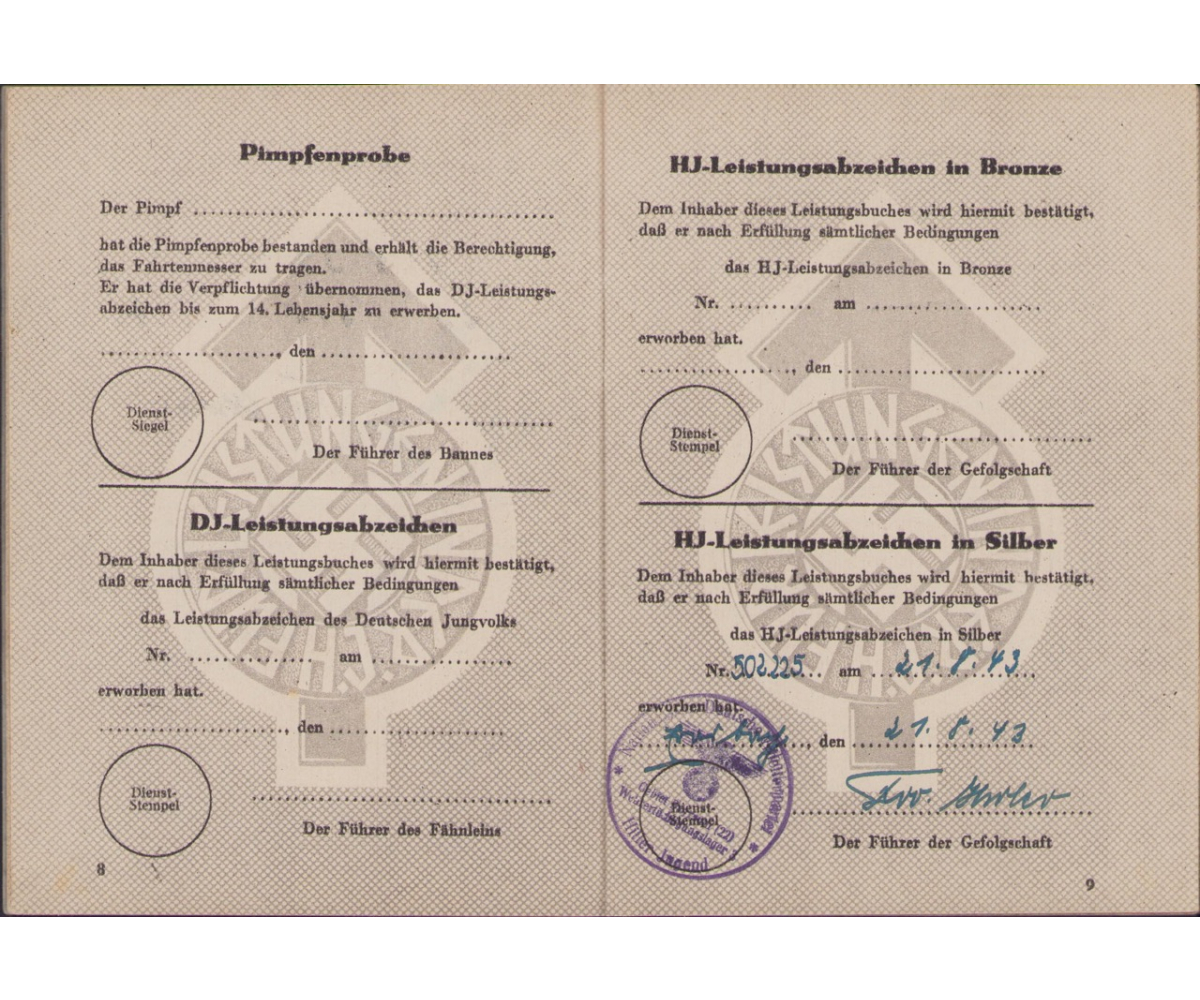 Pimpfenprobe
Der Pimpf
hat die Pimpfenprobe bestanden und erhält die Berechtigung,
das Fahrtenmesser zu tragen.
Er hat die Verpflichtung übernommen, das DJ-Leistungs-
abzeichen bis zum 14. Lebensjahr zu erwerben.
, den
Dienst-
Siegel
Der Führer des Bannes
DJ-Leistungsabzeichen
Dem Inhaber dieses Leistungsbuches wird hiermit bestätigt,
daß er nach Erfüllung sämtlicher Bedingungen
das Leistungsabzeichen des Deutschen Jungvolks
Nr. am
erworben hat.
, den
Dienst-
Stempel
Der Führer des Fähnleins
8
HJ-Leistungsabzeichen in Bronze
Dem Inhaber dieses Leistungsbuches wird hiermit bestätigt,
daß er nach Erfüllung sämtlicher Bedingungen
das HJ-Leistungsabzeichen in Bronze
Nr. am
erworben hat.
, den
Dienst-
Stempel
Der Führer der Gefolgschaft
HJ-Leistungsabzeichen in Silber
Dem Inhaber dieses Leistungsbuches wird hiermit bestätigt,
daß er nach Erfüllung sämtlicher Bedingungen
das HJ-Leistungsabzeichen in Silber
Nr. 502225 am 21.8.43
erworben hat.
, den 21.8.43
Dienst-
Stempel
Hitler-Jugend
Der Führer der Gefolgschaft
9